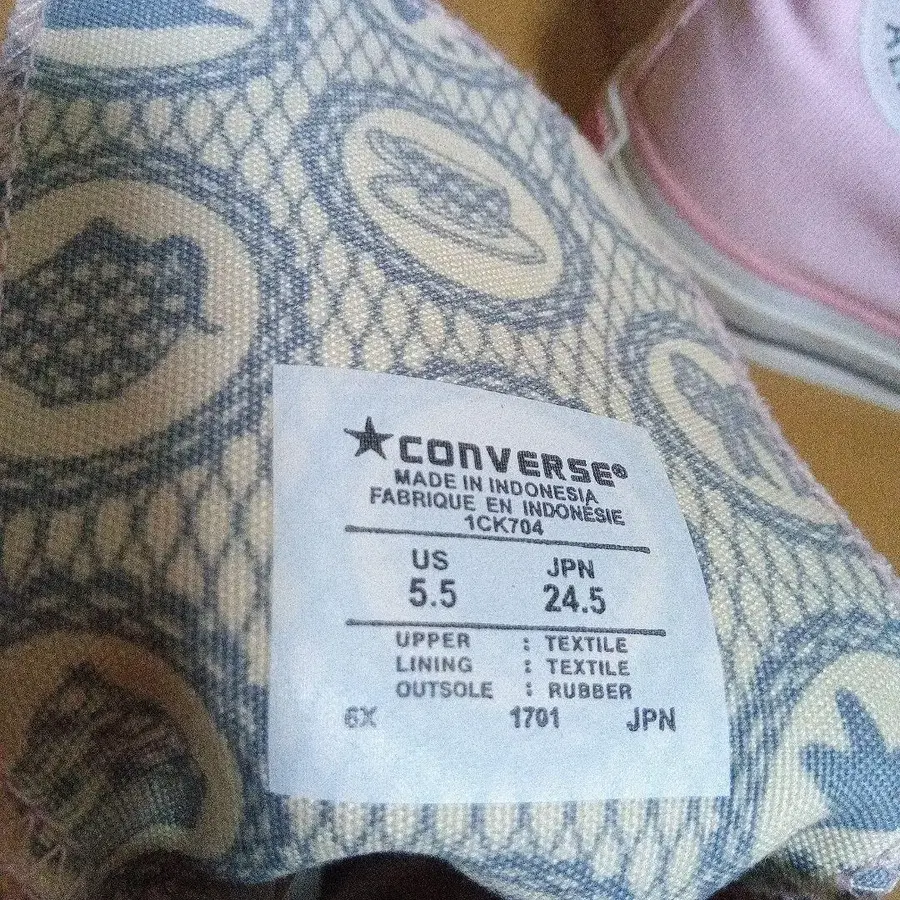 CONVERSE®
MADE IN INDONESIA
FABRIQUE EN INDONÉSIE
1CK704
US JPN
5.5 24.5
UPPER : TEXTILE
LINING : TEXTILE
OUTSOLE : RUBBER
6X 1701 JPN